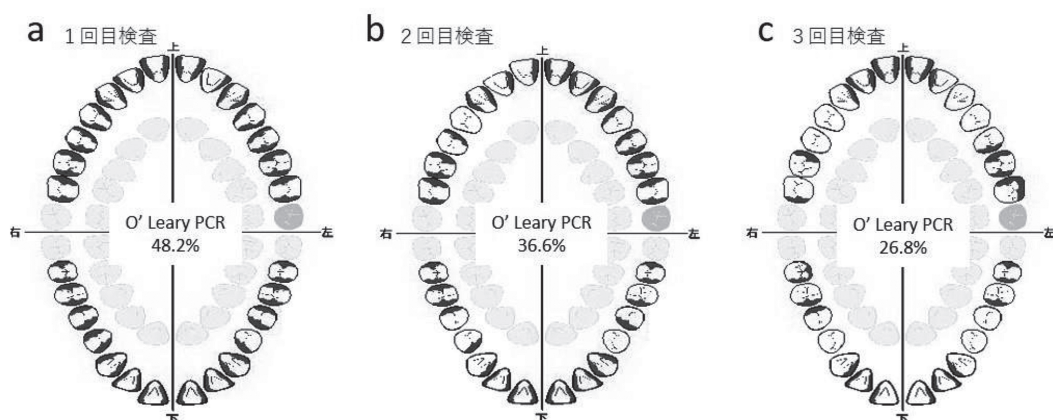 a 1回目検査
上
右
O' Leary PCR
48.2%
左
下
b 2回目検査
上
右
O' Leary PCR
36.6%
左
下
c 3回目検査
上
右
O' Leary PCR
26.8%
左
下